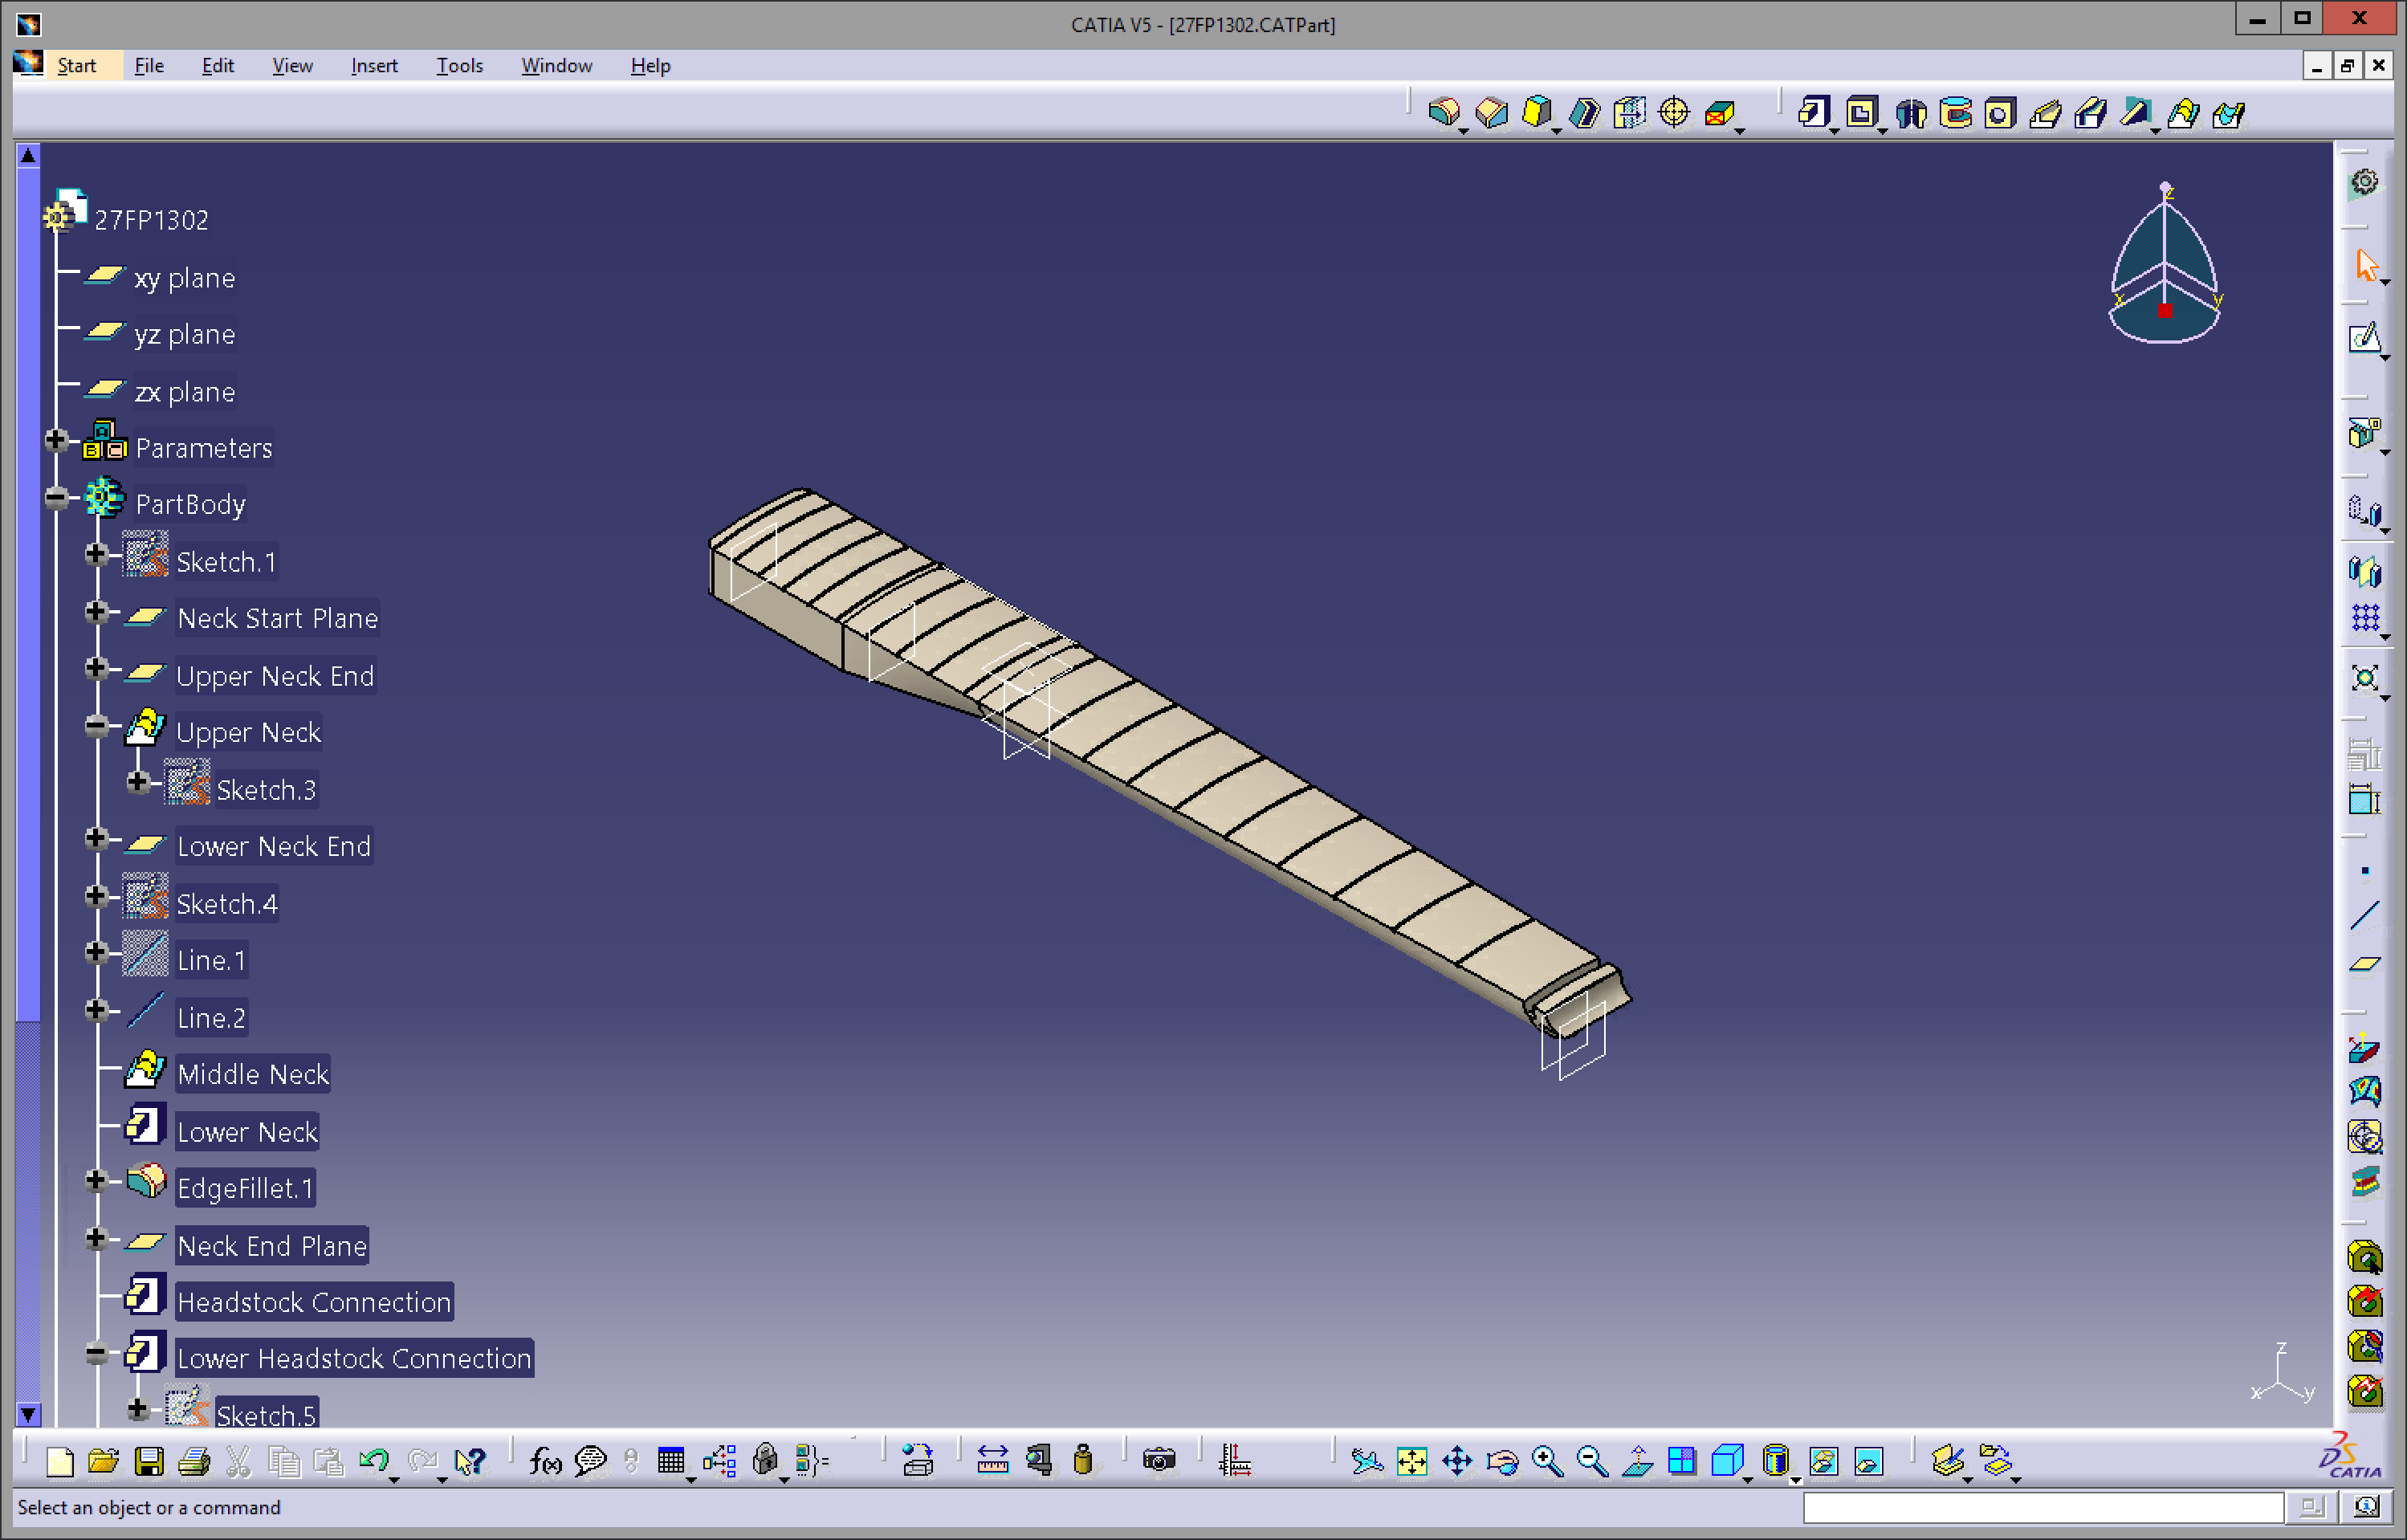 CATIA V5 - [27FP1302.CATPart]
Start File Edit View Insert Tools Window Help
27FP1302
xy plane
yz plane
zx plane
Parameters
PartBody
Sketch.1
Neck Start Plane
Upper Neck End
Upper Neck
Sketch.3
Lower Neck End
Sketch.4
Line.1
Line.2
Middle Neck
Lower Neck
EdgeFillet.1
Neck End Plane
Headstock Connection
Lower Headstock Connection
Sketch.5
z
x y
z
x y
f(x)
DS
CATIA
Select an object or a command